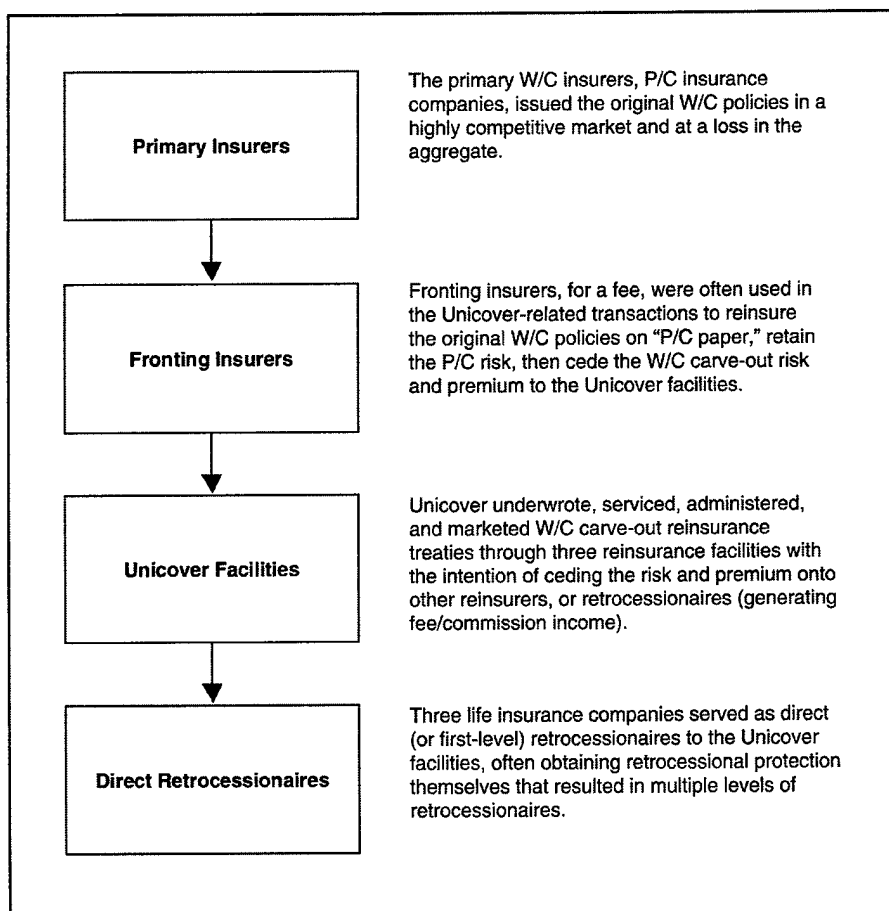 Primary Insurers
The primary W/C insurers, P/C insurance
companies, issued the original W/C policies in a
highly competitive market and at a loss in the
aggregate.
Fronting Insurers
Fronting insurers, for a fee, were often used in
the Unicover-related transactions to reinsure
the original W/C policies on “P/C paper,” retain
the P/C risk, then cede the W/C carve-out risk
and premium to the Unicover facilities.
Unicover Facilities
Unicover underwrote, serviced, administered,
and marketed W/C carve-out reinsurance
treaties through three reinsurance facilities with
the intention of ceding the risk and premium onto
other reinsurers, or retrocessionaires (generating
fee/commission income).
Direct Retrocessionaires
Three life insurance companies served as direct
(or first-level) retrocessionaires to the Unicover
facilities, often obtaining retrocessional protection
themselves that resulted in multiple levels of
retrocessionaires.